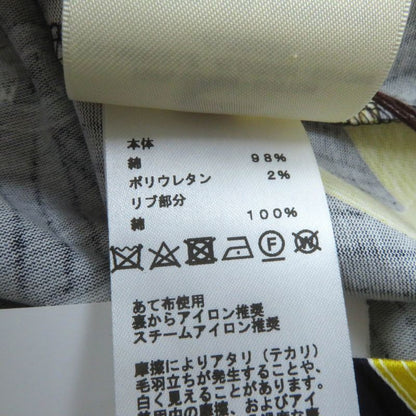 本体
綿 98%
ポリウレタン 2%
リブ部分
綿 100%
あて布使用
裏からアイロン推奨
スチームアイロン推奨
摩擦によりアタリ（テカリ）
毛羽立ちが発生することや、
白く見えることがあります。